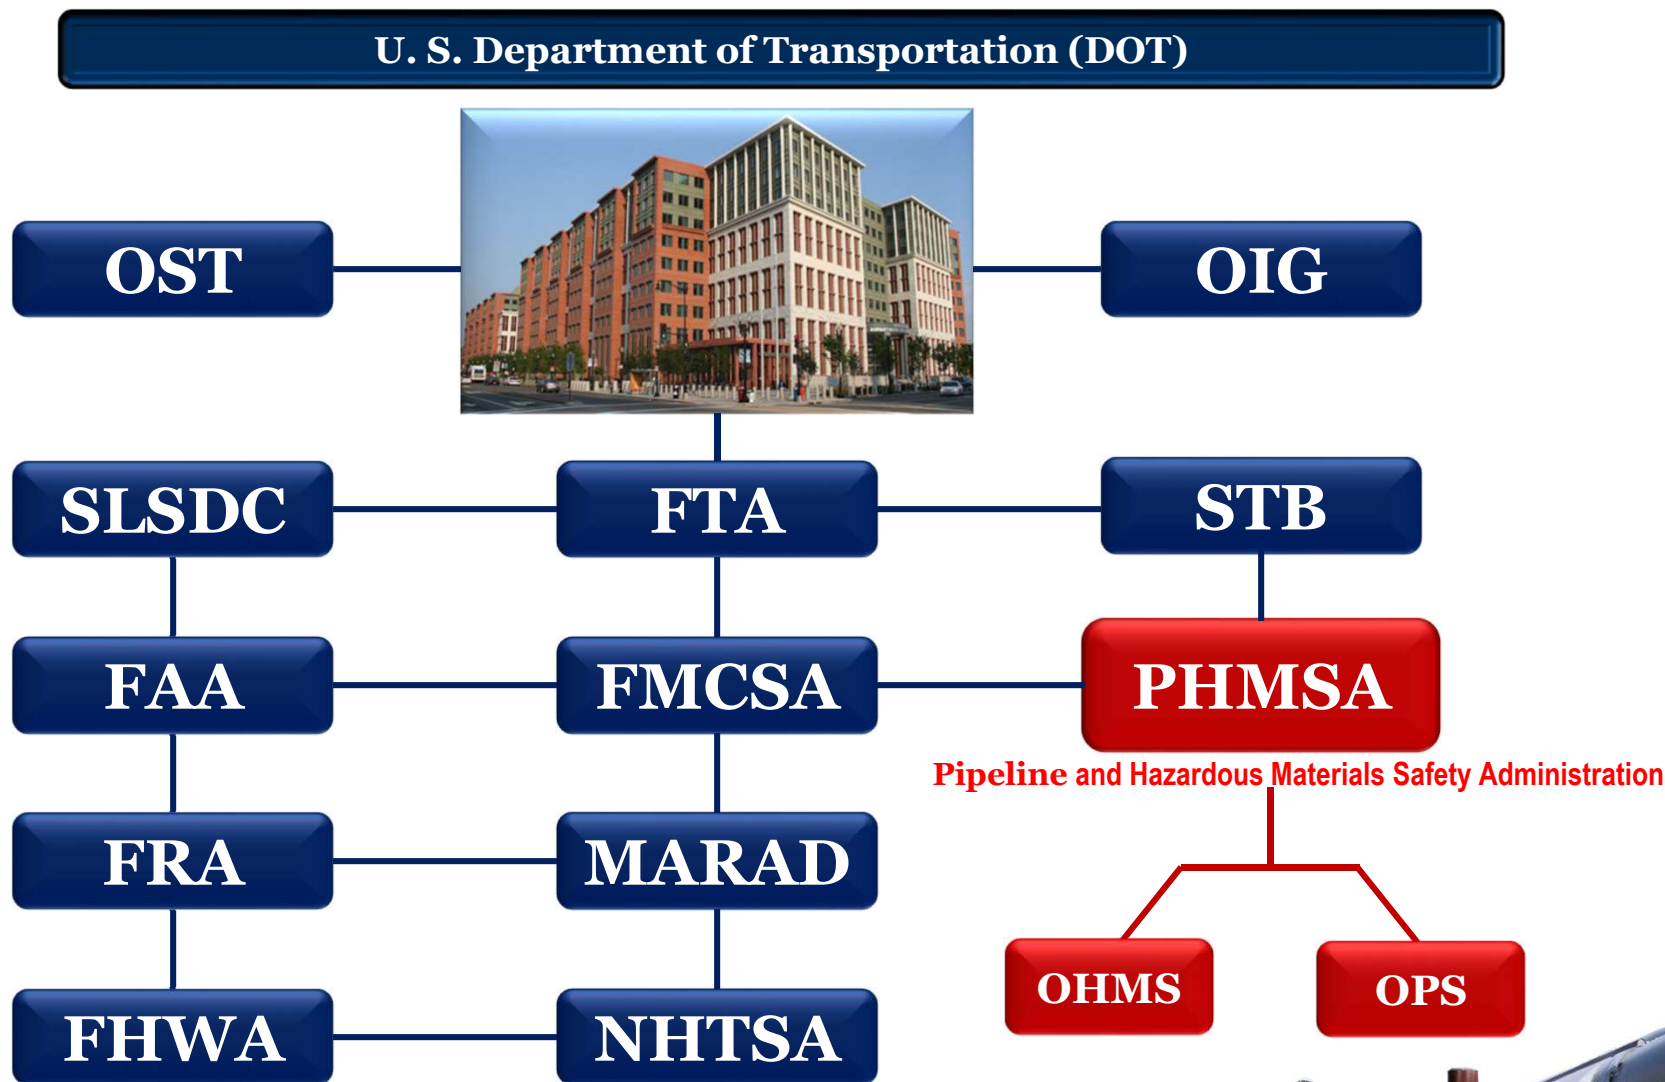 U. S. Department of Transportation (DOT)
OST
OIG
SLSDC
FTA
STB
FAA
FMCSA
PHMSA
Pipeline and Hazardous Materials Safety Administration
FRA
MARAD
OHMS
OPS
FHWA
NHTSA